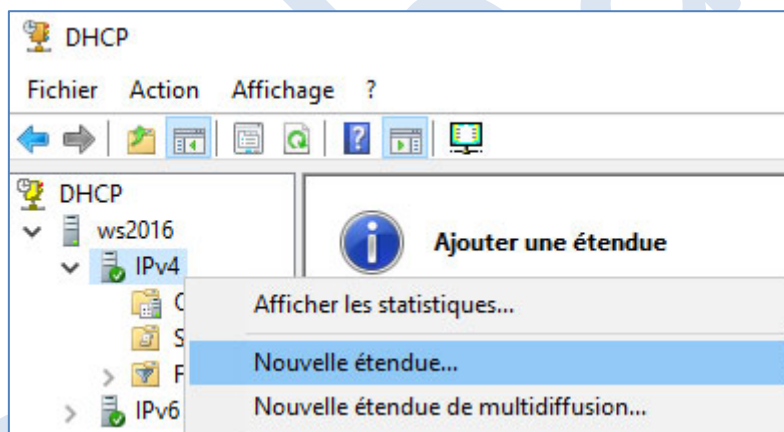 DHCP
Fichier Action Affichage ?
DHCP
ws2016
Ajouter une étendue
IPv4
Afficher les statistiques...
Nouvelle étendue...
IPv6
Nouvelle étendue de multidiffusion...